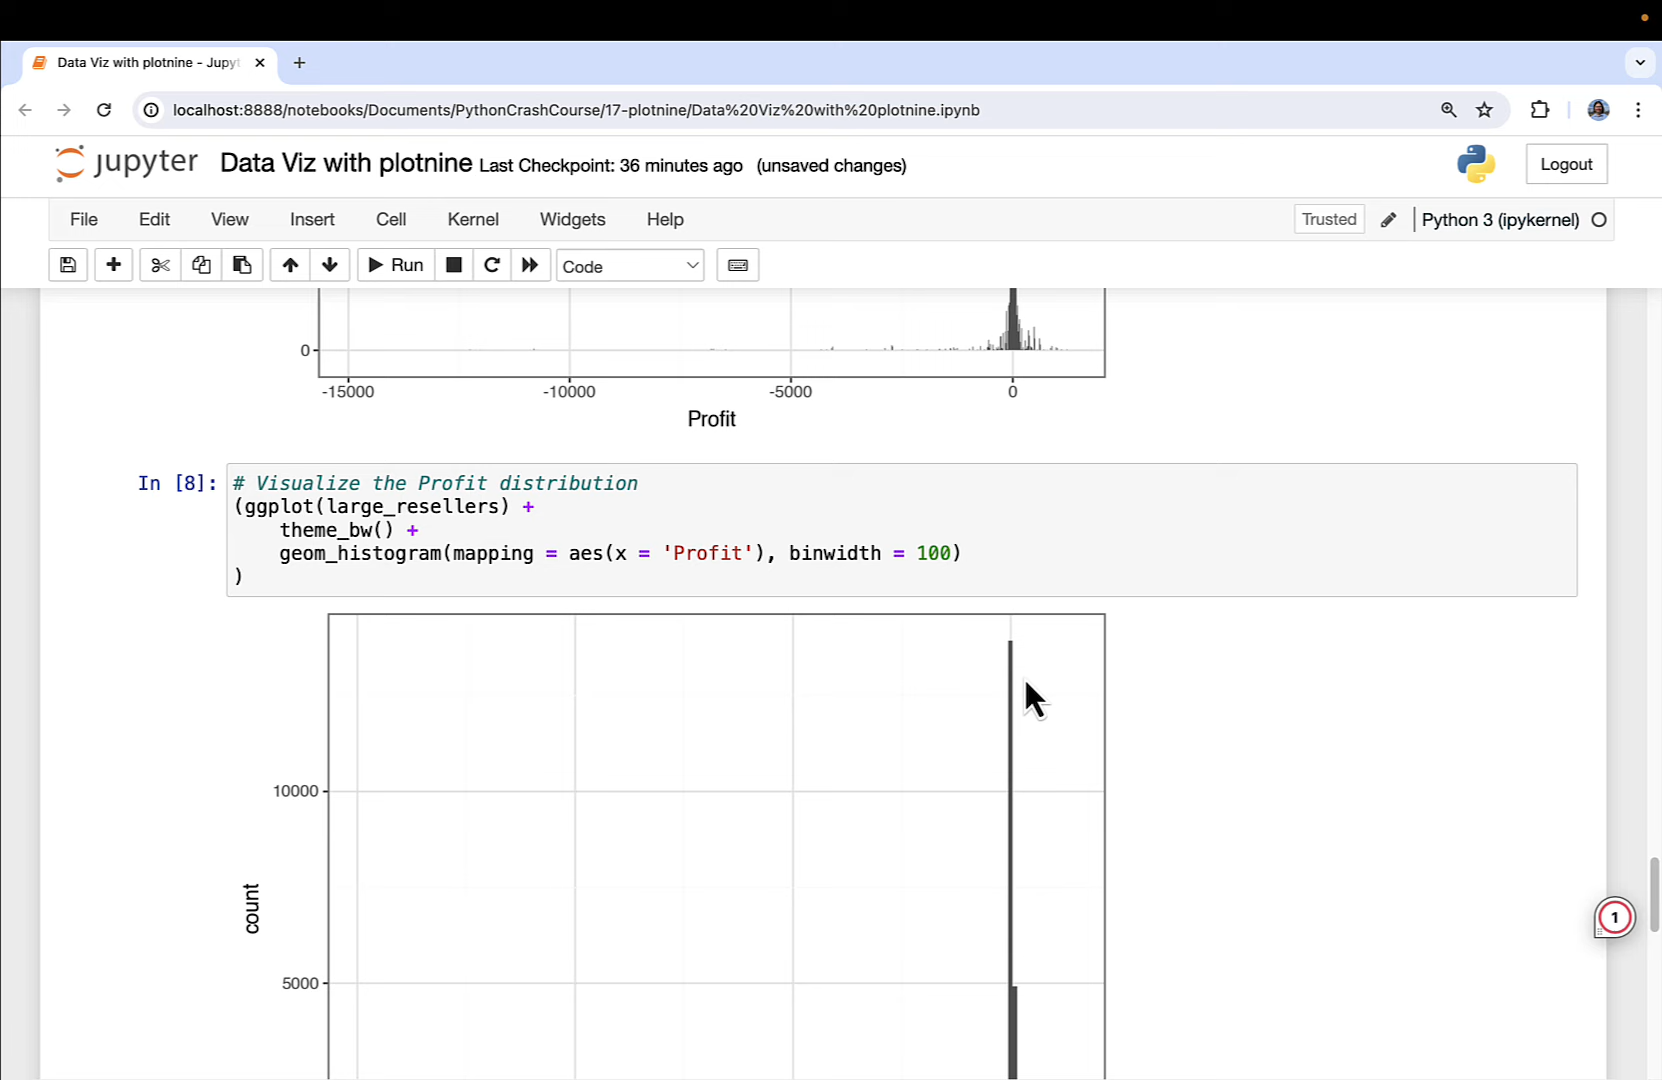 Data Viz with plotnine - Jupyt
localhost:8888/notebooks/Documents/PythonCrashCourse/17-plotnine/Data%20Viz%20with%20plotnine.ipynb
jupyter Data Viz with plotnine Last Checkpoint: 36 minutes ago (unsaved changes) Logout
File Edit View Insert Cell Kernel Widgets Help Trusted Python 3 (ipykernel)
Run Code
0
-15000 -10000 -5000 0
Profit
In [8]: # Visualize the Profit distribution
(ggplot(large_resellers) +
theme_bw() +
geom_histogram(mapping = aes(x = 'Profit'), binwidth = 100)
)
10000
count
1
5000